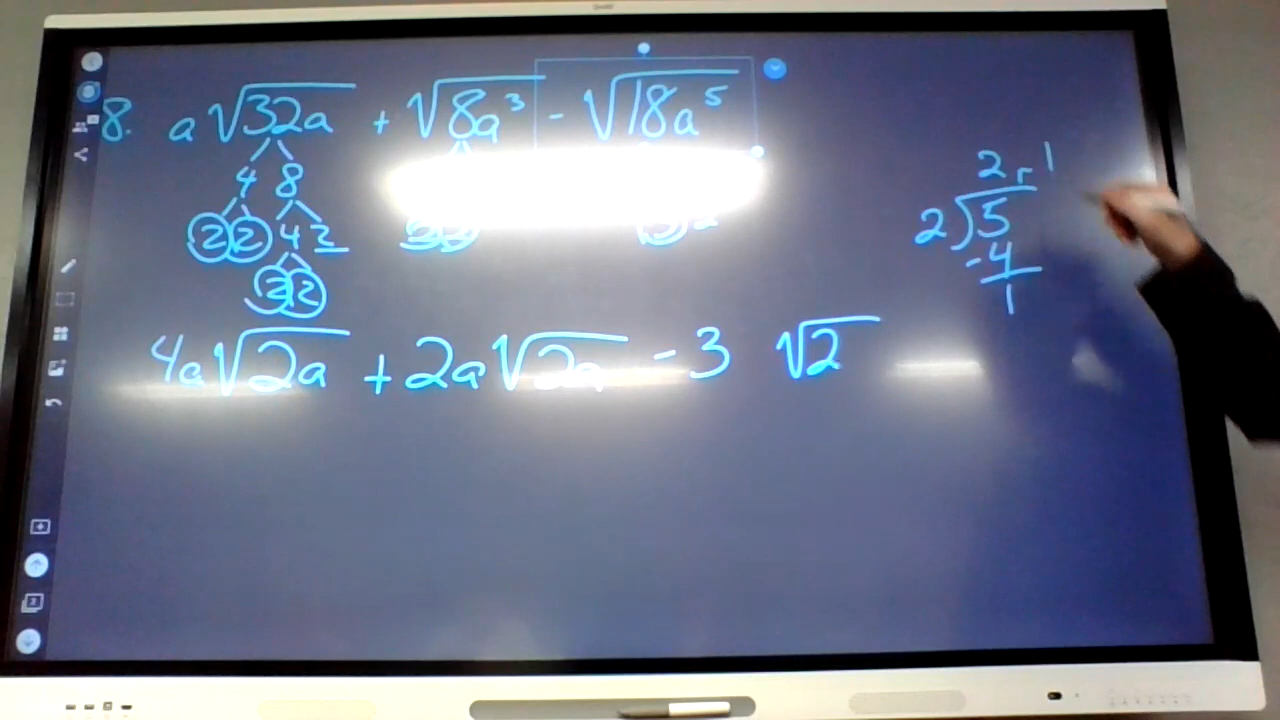 8. a√32a + √8a³ - √18a⁵
4 8
2 2 4 2
2 2
4a√2a + 2a√2a - 3 √2
2 r 1
2)5
-4
1